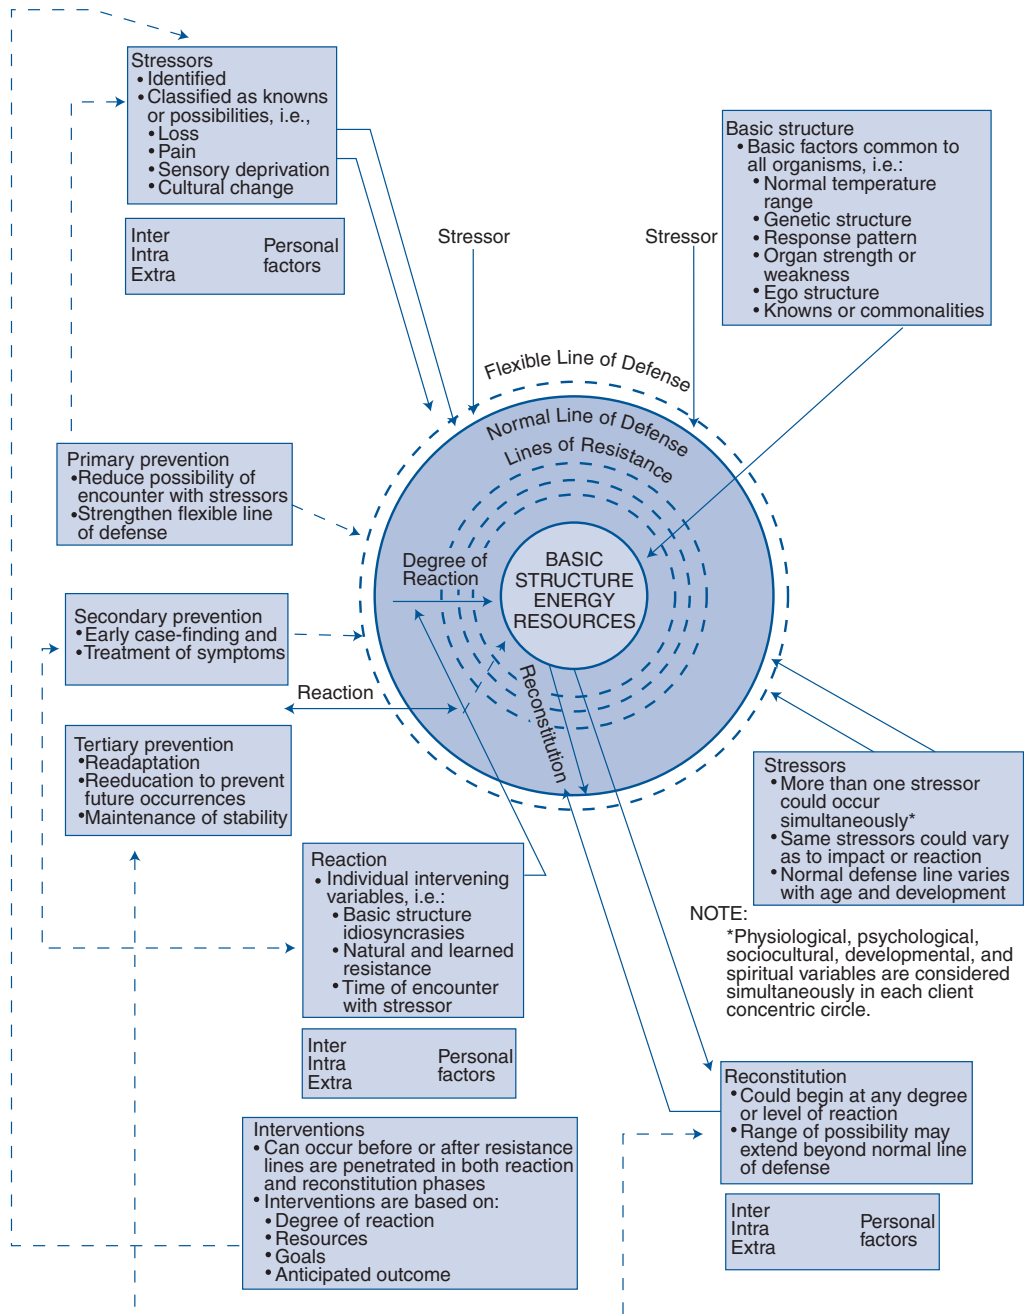 Stressors
• Identified
• Classified as knowns
or possibilities, i.e.,
• Loss
• Pain
• Sensory deprivation
• Cultural change
Inter
Intra
Extra
Personal
factors
Stressor
Stressor
Basic structure
• Basic factors common to
all organisms, i.e.:
• Normal temperature
range
• Genetic structure
• Response pattern
• Organ strength or
weakness
• Ego structure
• Knowns or commonalities
Flexible Line of Defense
Normal Line of Defense
Lines of Resistance
Primary prevention
• Reduce possibility of
encounter with stressors
• Strengthen flexible line
of defense
Degree of
Reaction
BASIC
STRUCTURE
ENERGY
RESOURCES
Secondary prevention
• Early case-finding and
• Treatment of symptoms
Reaction
Reconstitution
Tertiary prevention
• Readaptation
• Reeducation to prevent
future occurrences
• Maintenance of stability
Stressors
• More than one stressor
could occur
simultaneously*
• Same stressors could vary
as to impact or reaction
• Normal defense line varies
with age and development
Reaction
• Individual intervening
variables, i.e.:
• Basic structure
idiosyncrasies
• Natural and learned
resistance
• Time of encounter
with stressor
NOTE:
*Physiological, psychological,
sociocultural, developmental, and
spiritual variables are considered
simultaneously in each client
concentric circle.
Inter
Intra
Extra
Personal
factors
Reconstitution
• Could begin at any degree
or level of reaction
• Range of possibility may
extend beyond normal line
of defense
Interventions
• Can occur before or after resistance
lines are penetrated in both reaction
and reconstitution phases
• Interventions are based on:
• Degree of reaction
• Resources
• Goals
• Anticipated outcome
Inter
Intra
Extra
Personal
factors